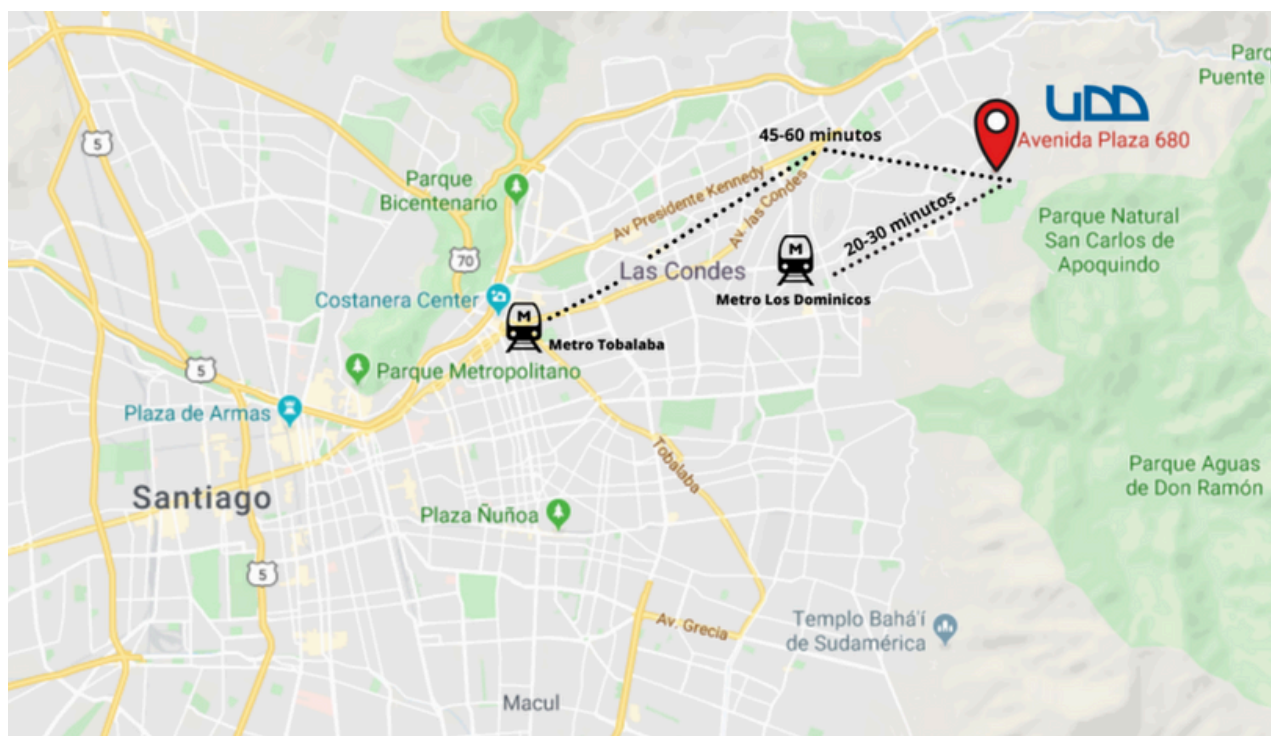 Parq
Puente
UDD
5
45-60 minutos
Avenida Plaza 680
Parque
Bicentenario
Av Presidente Kennedy
Av. las Condes
20-30 minutos
Parque Natural
San Carlos de
Apoquindo
70
Las Condes
M
Metro Los Dominicos
Costanera Center
M
Metro Tobalaba
5
Parque Metropolitano
Plaza de Armas
Tobalaba
Parque Aguas
de Don Ramón
Santiago
Plaza Ñuñoa
5
Av. Grecia
Templo Bahá'í
de Sudamérica
Macul